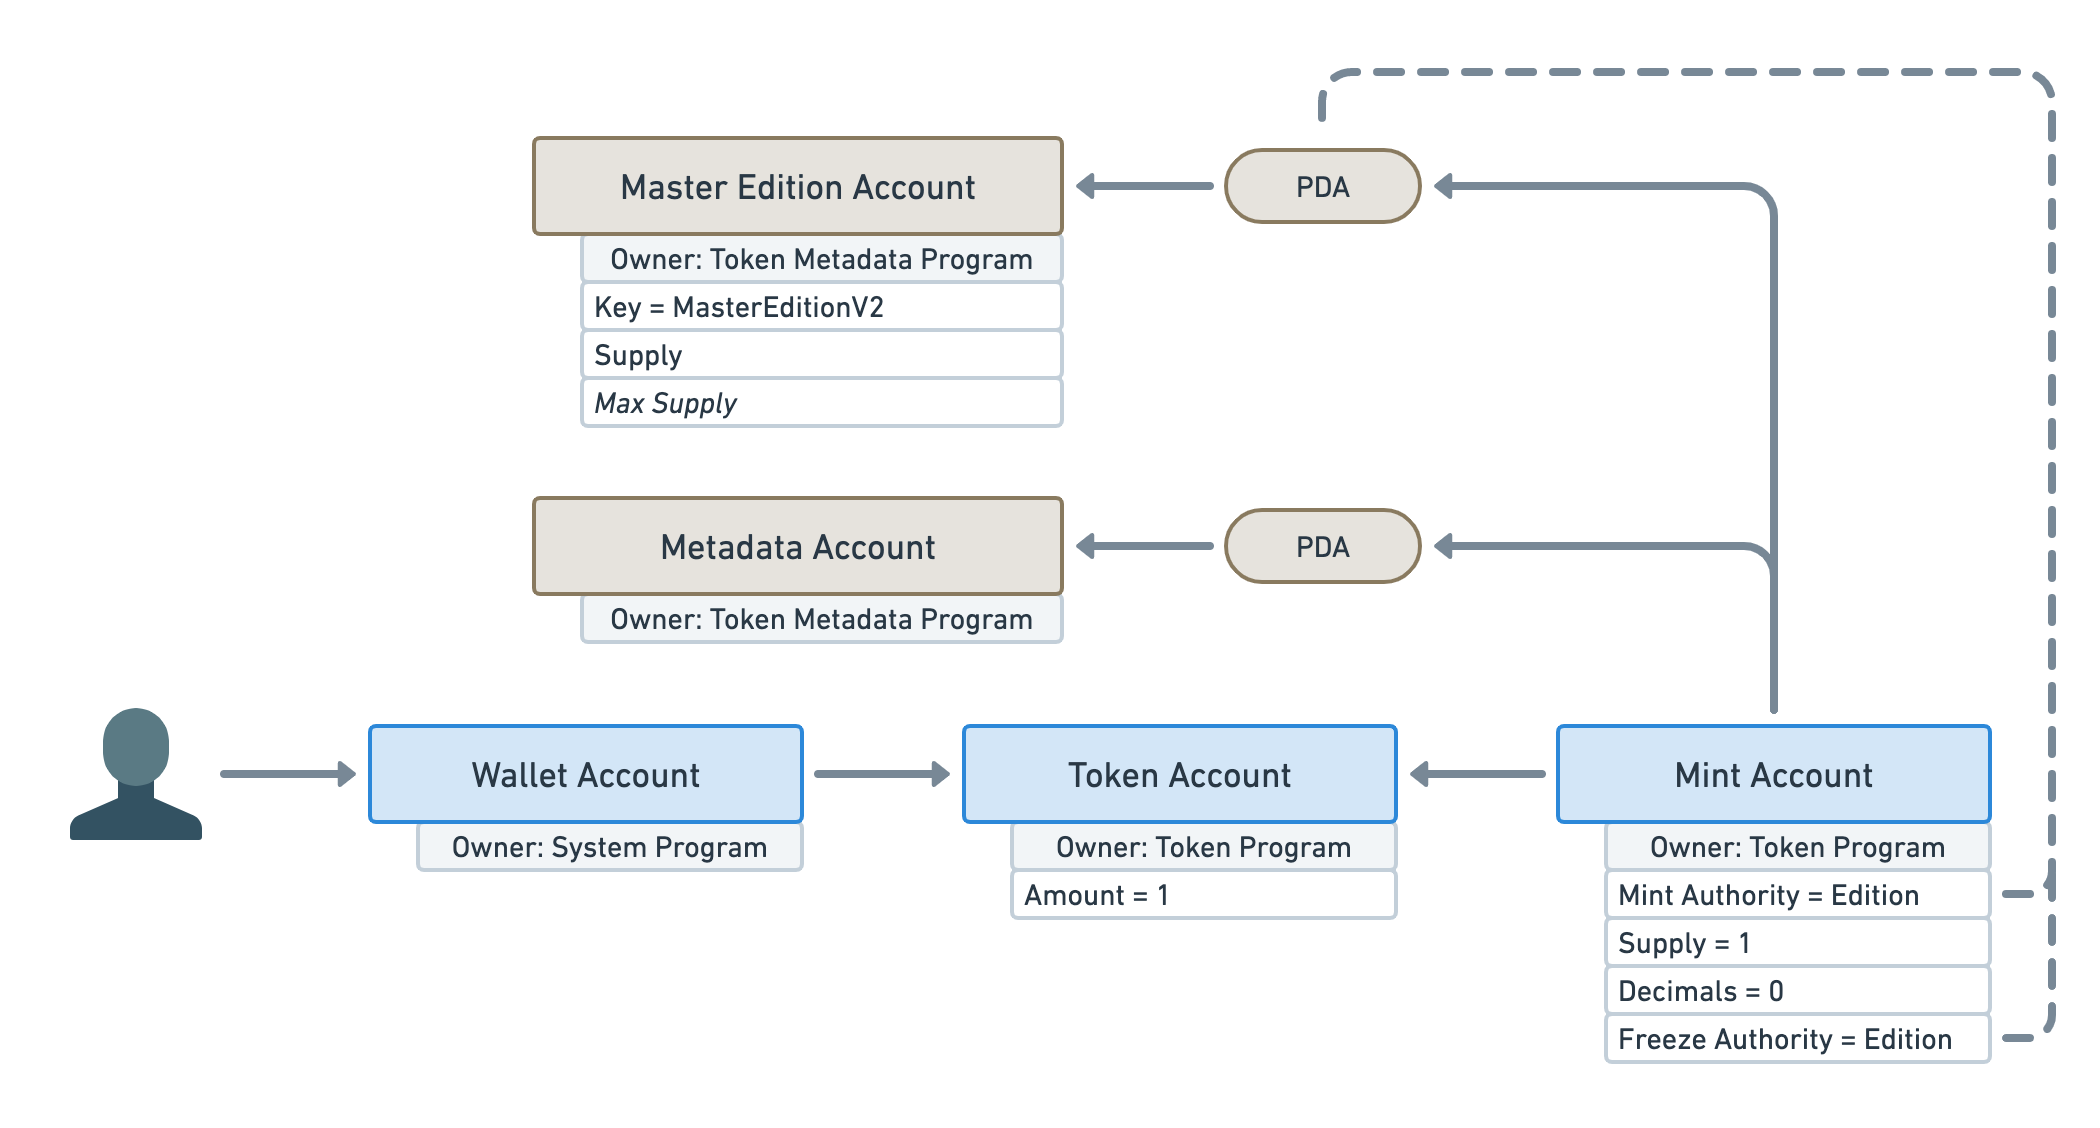 Master Edition Account
PDA
Owner: Token Metadata Program
Key = MasterEditionV2
Supply
Max Supply
Metadata Account
PDA
Owner: Token Metadata Program
Wallet Account
Owner: System Program
Token Account
Owner: Token Program
Amount = 1
Mint Account
Owner: Token Program
Mint Authority = Edition
Supply = 1
Decimals = 0
Freeze Authority = Edition